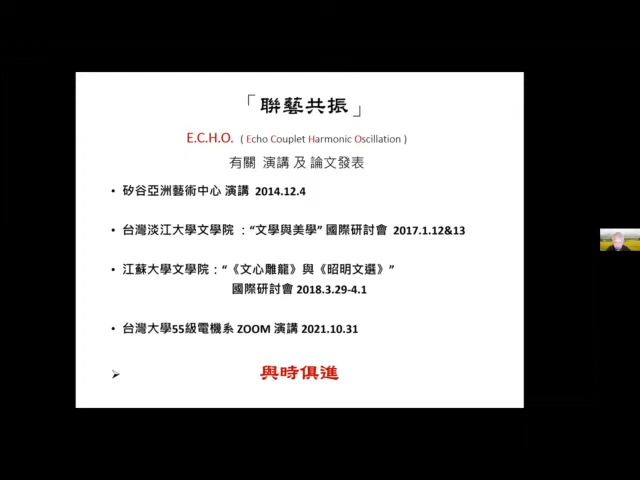 「聯藝共振」
E.C.H.O. ( Echo Couplet Harmonic Oscillation )
有關 演講 及 論文發表
• 矽谷亞洲藝術中心 演講 2014.12.4
• 台灣淡江大學文學院 ：“文學與美學” 國際研討會 2017.1.12&13
• 江蘇大學文學院：“《文心雕龍》與《昭明文選》”
國際研討會 2018.3.29-4.1
• 台灣大學55級電機系 ZOOM 演講 2021.10.31
➢ 與時俱進